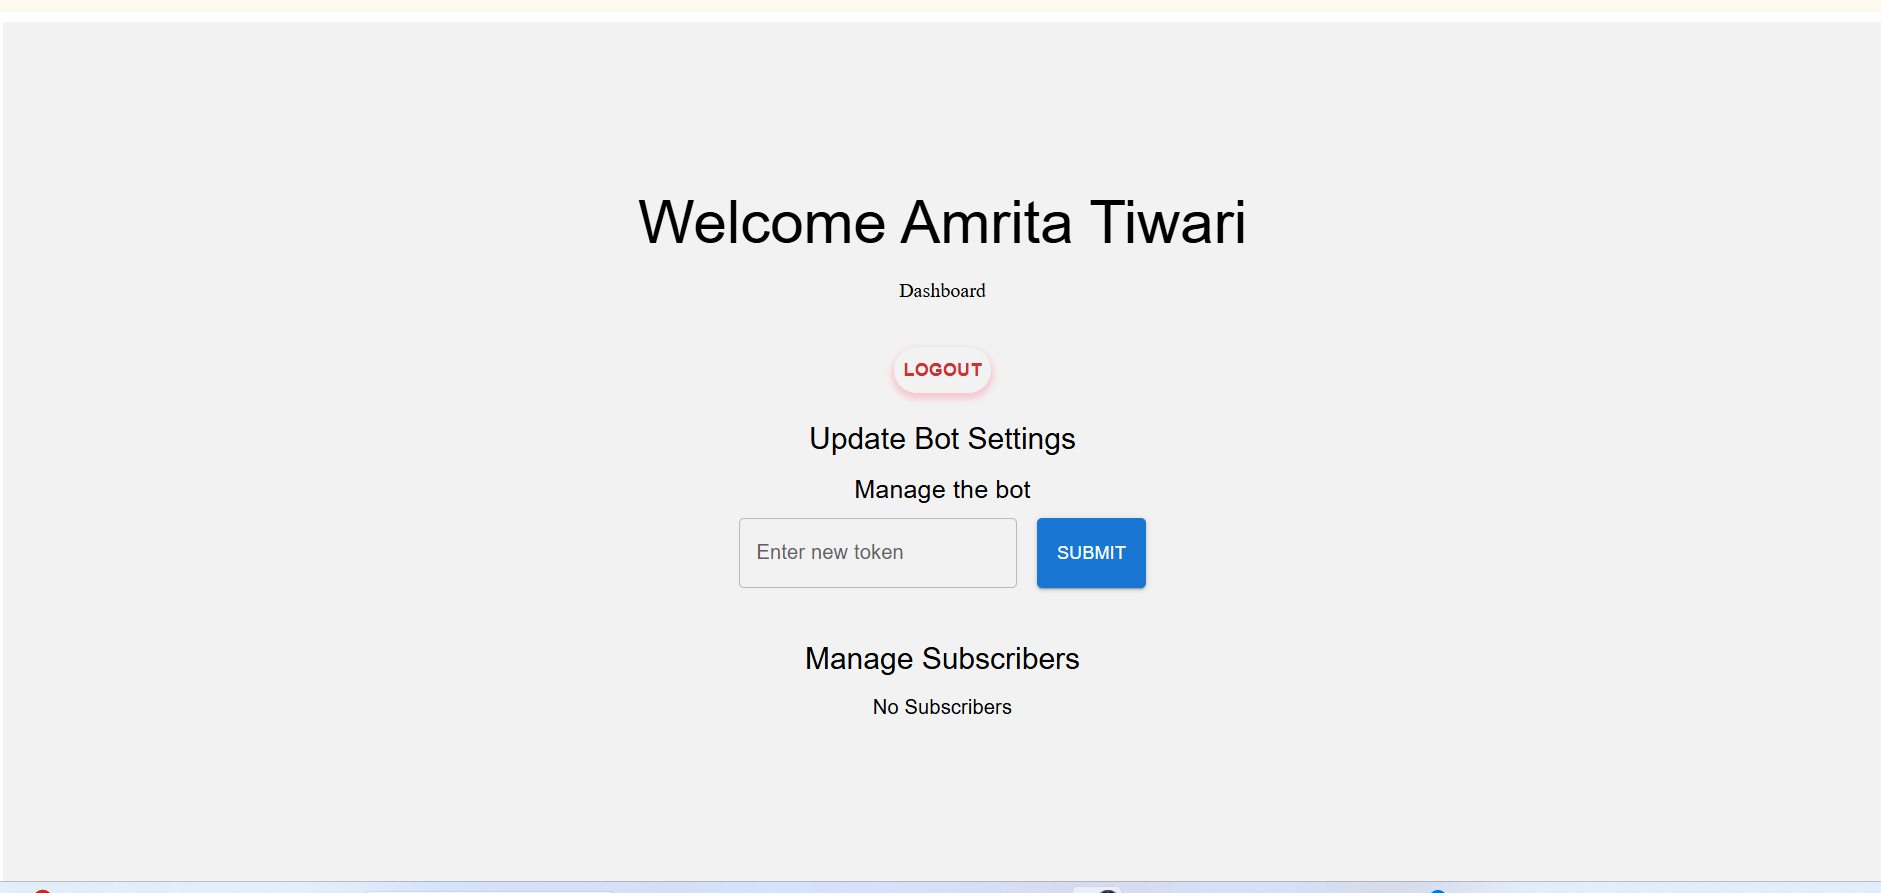 Welcome Amrita Tiwari
Dashboard
LOGOUT
Update Bot Settings
Manage the bot
Enter new token
SUBMIT
Manage Subscribers
No Subscribers